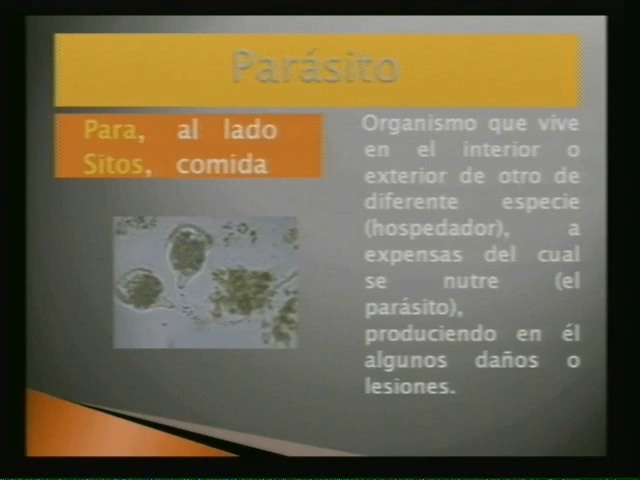 Parásito
Para, al lado
Sitos, comida
Organismo que vive
en el interior o
exterior de otro de
diferente especie
(hospedador), a
expensas del cual
se nutre (el
parásito),
produciendo en él
algunos daños o
lesiones.